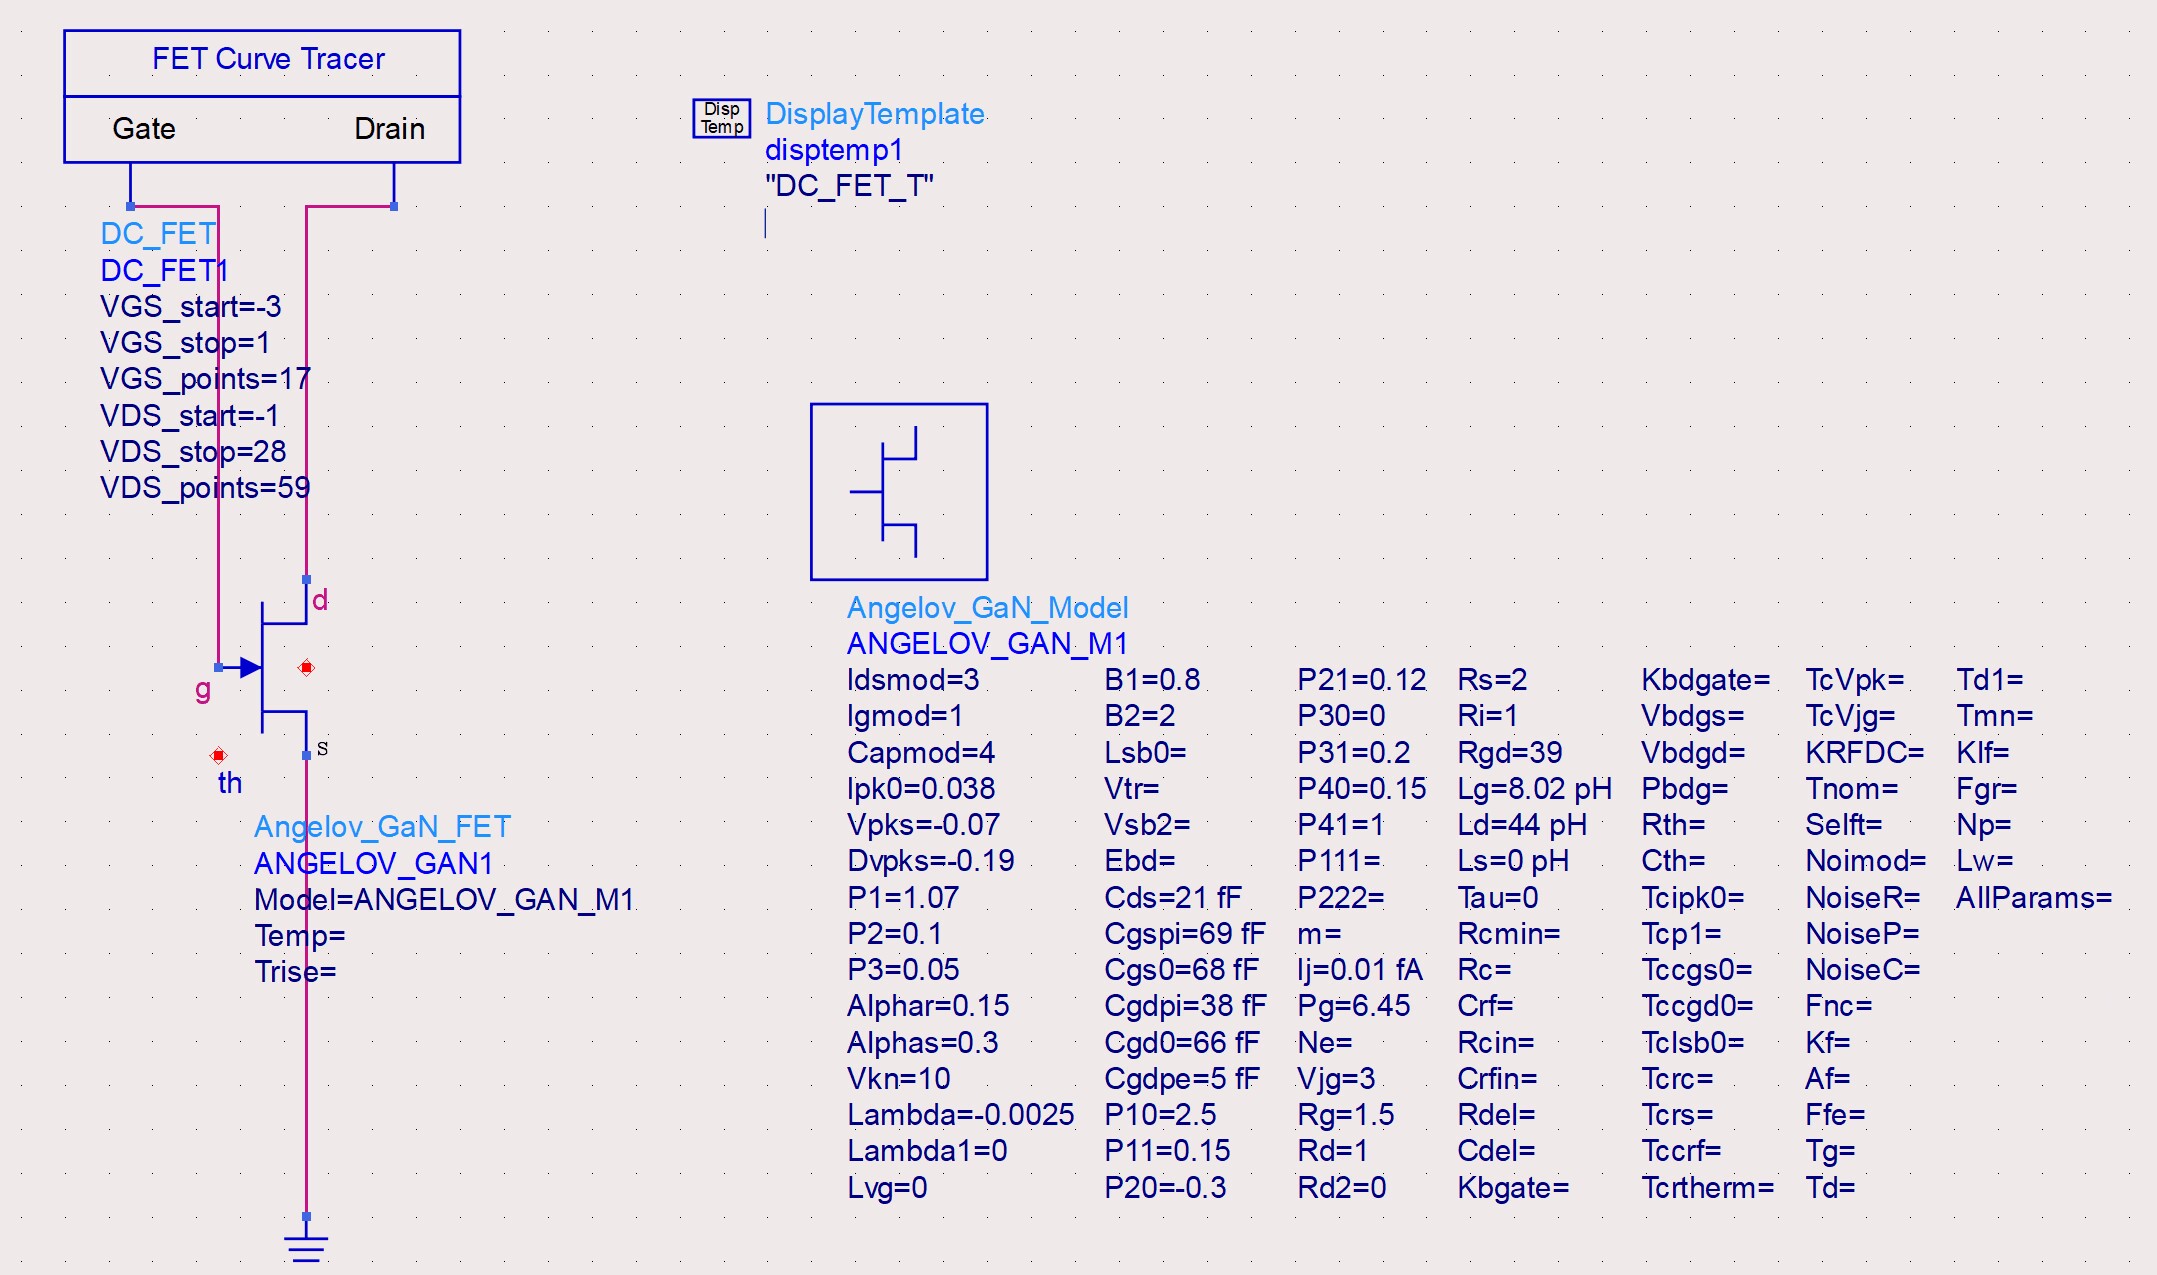 FET Curve Tracer
Gate Drain
DC_FET
DC_FET1
VGS_start=-3
VGS_stop=1
VGS_points=17
VDS_start=-1
VDS_stop=28
VDS_points=59
Disp
Temp
DisplayTemplate
disptemp1
"DC_FET_T"
d
g
s
th
Angelov_GaN_FET
ANGELOV_GAN1
Model=ANGELOV_GAN_M1
Temp=
Trise=
Angelov_GaN_Model
ANGELOV_GAN_M1
Idsmod=3
Igmod=1
Capmod=4
Ipk0=0.038
Vpks=-0.07
Dvpks=-0.19
P1=1.07
P2=0.1
P3=0.05
Alphar=0.15
Alphas=0.3
Vkn=10
Lambda=-0.0025
Lambda1=0
Lvg=0
B1=0.8
B2=2
Lsb0=
Vtr=
Vsb2=
Ebd=
Cds=21 fF
Cgspi=69 fF
Cgs0=68 fF
Cgdpi=38 fF
Cgd0=66 fF
Cgdpe=5 fF
P10=2.5
P11=0.15
P20=-0.3
P21=0.12
P30=0
P31=0.2
P40=0.15
P41=1
P111=
P222=
m=
Ij=0.01 fA
Pg=6.45
Ne=
Vjg=3
Rg=1.5
Rd=1
Rd2=0
Rs=2
Ri=1
Rgd=39
Lg=8.02 pH
Ld=44 pH
Ls=0 pH
Tau=0
Rcmin=
Rc=
Crf=
Rcin=
Crfin=
Rdel=
Cdel=
Kbgate=
Kbdgate=
Vbdgs=
Vbdgd=
Pbdg=
Rth=
Cth=
Tcipk0=
Tcp1=
Tccgs0=
Tccgd0=
Tclsb0=
Tcrc=
Tcrs=
Tccrf=
Tcrtherm=
TcVpk=
TcVjg=
KRFDC=
Tnom=
Selft=
Noimod=
NoiseR=
NoiseP=
NoiseC=
Fnc=
Kf=
Af=
Ffe=
Tg=
Td=
Td1=
Tmn=
Klf=
Fgr=
Np=
Lw=
AllParams=